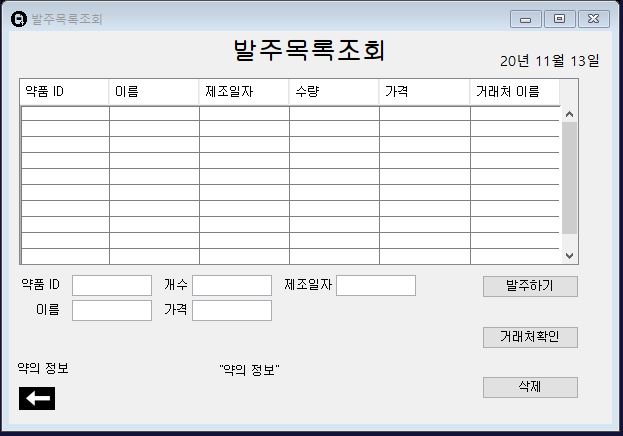 발주목록조회
발주목록조회
20년 11월 13일
약품 ID 이름 제조일자 수량 가격 거래처 이름
약품 ID 개수 제조일자 발주하기
이름 가격
거래처확인
약의 정보 "약의 정보"
삭제